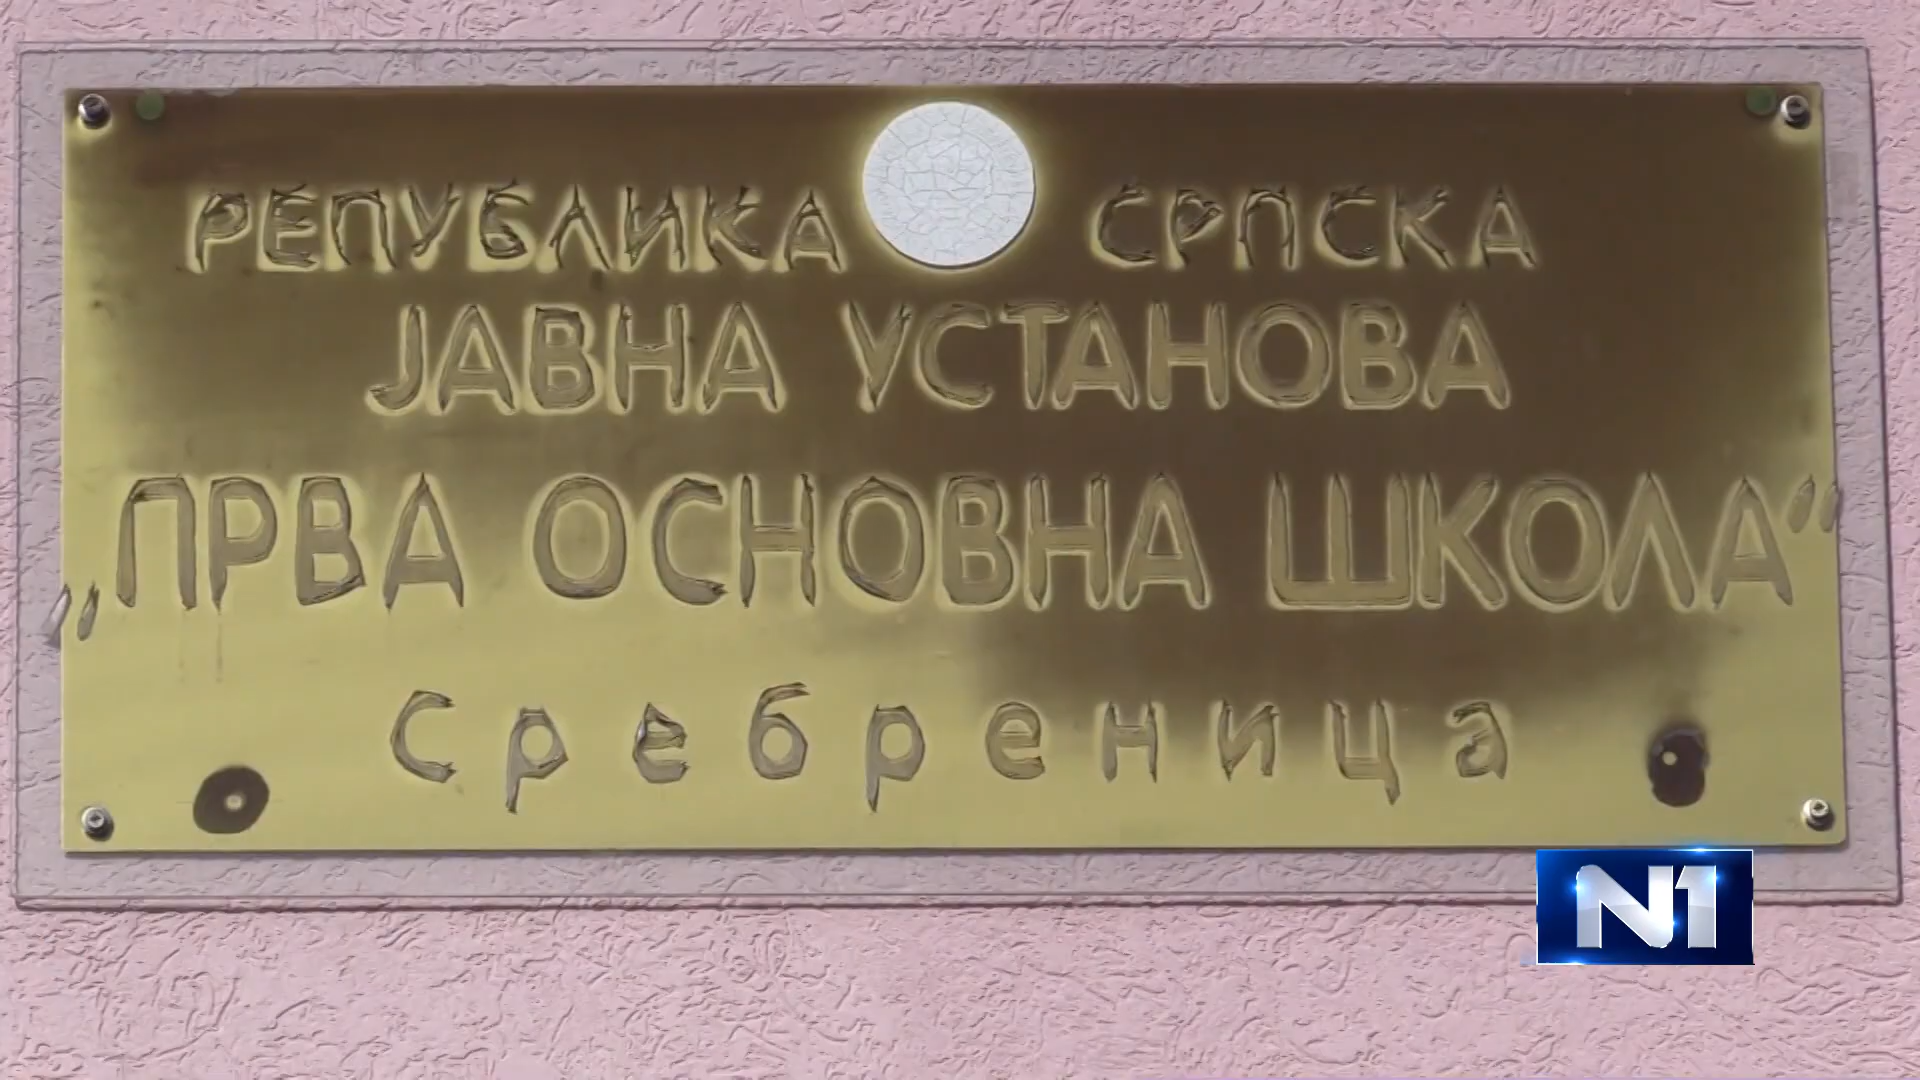 РЕПУБЛИКА СРПСКА
ЈАВНА УСТАНОВА
„ПРВА ОСНОВНА ШКОЛА“
Сребреница
N1